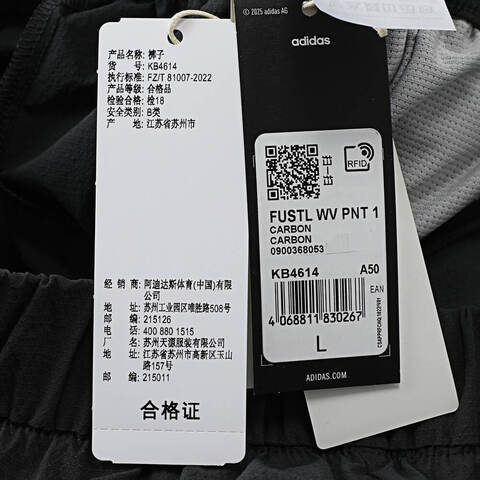 产品名称: 裤子
货 号: KB4614
执行标准: FZ/T 81007-2022
产品等级: 合格品
检验合格: 检18
安全类别: B类
产 地: 江苏省苏州市
经 销 商: 阿迪达斯体育(中国)有限
公司
地 址: 苏州工业园区唯胜路508号
邮 编: 215126
电 话: 400 880 1515
厂 名: 苏州天源服装有限公司
地 址: 江苏省苏州市高新区玉山
路157号
邮 编: 215011
合格证
© 2025 adidas AG
adidas
RFID
FUSTL WV PNT 1
CARBON
CARBON
0900368053
KB4614 A50
EAN
4 068811 830267
L
ADIDAS.COM